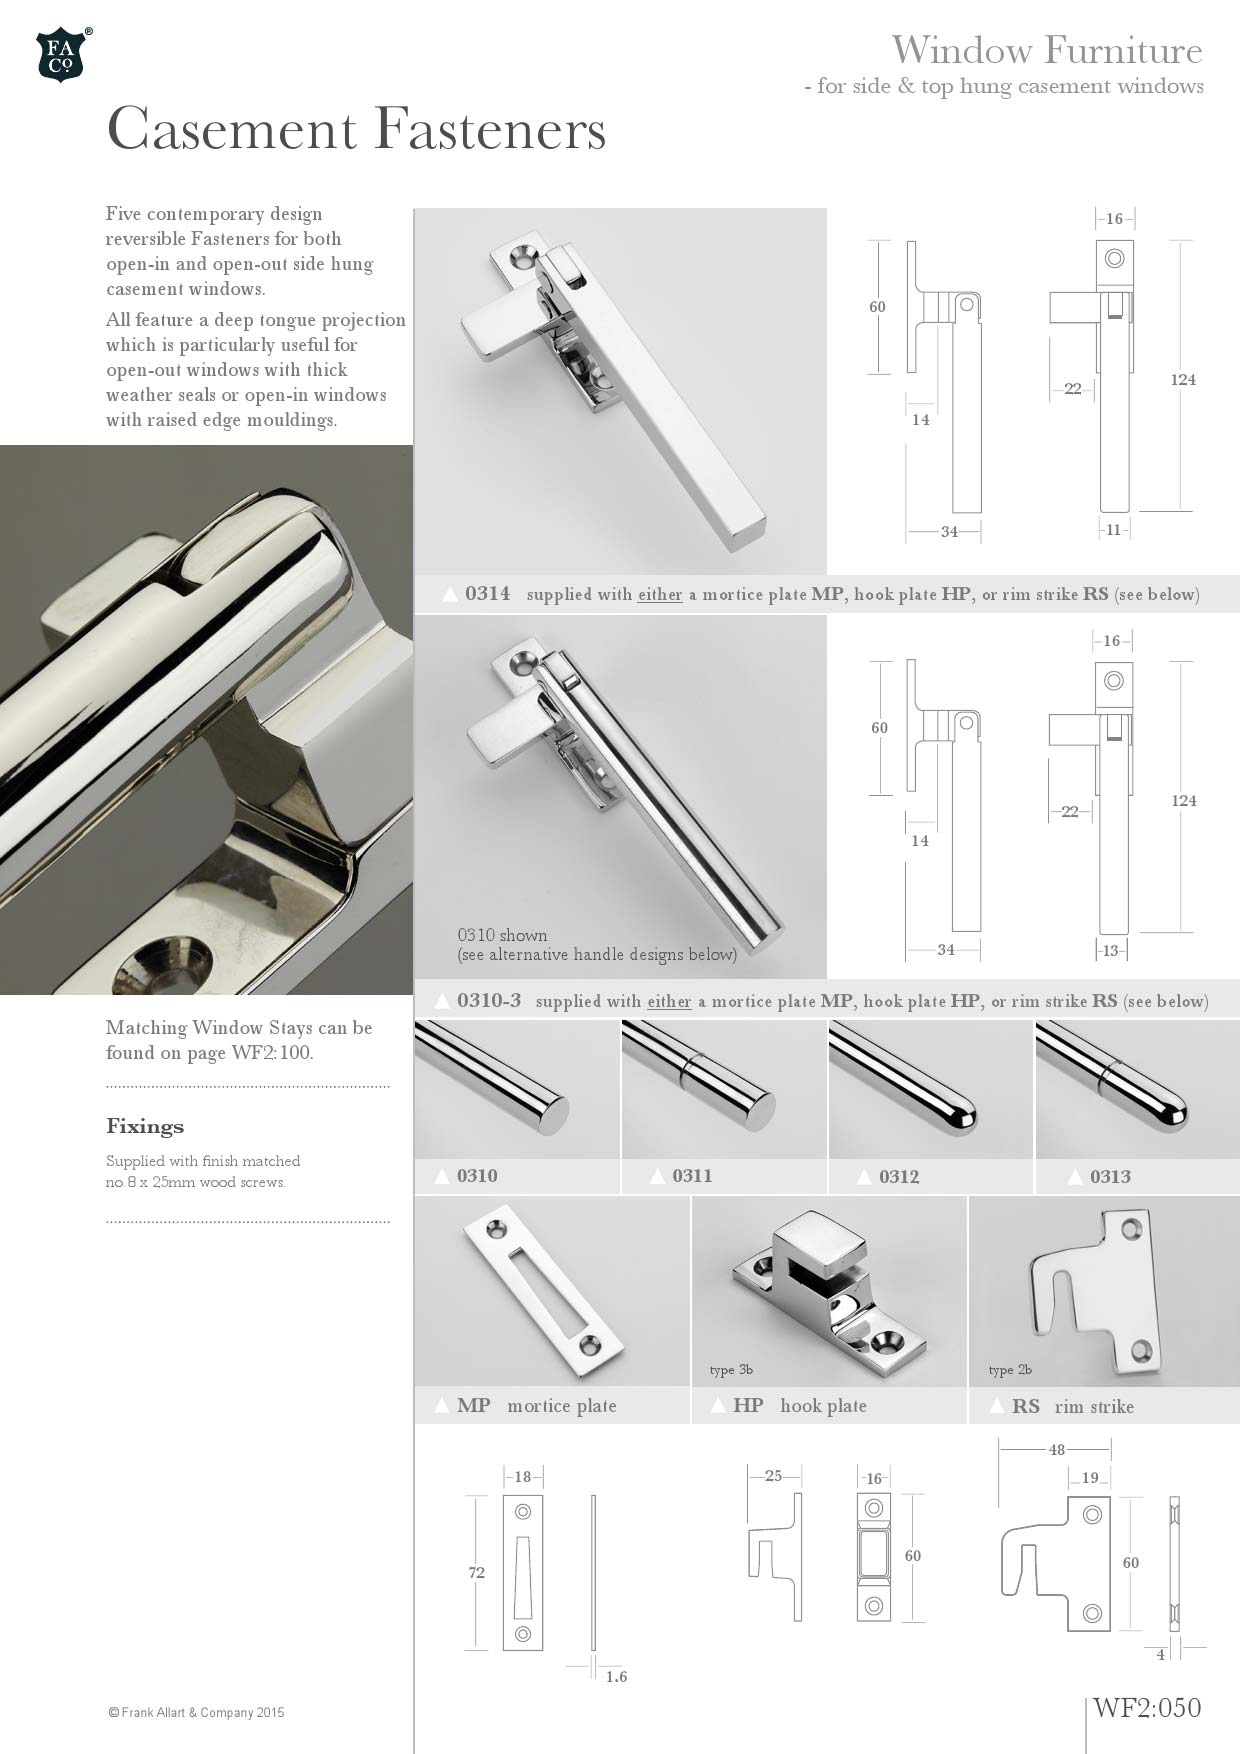 FA
Co
®
Window Furniture
- for side & top hung casement windows
Casement Fasteners
Five contemporary design
reversible Fasteners for both
open-in and open-out side hung
casement windows.
All feature a deep tongue projection
which is particularly useful for
open-out windows with thick
weather seals or open-in windows
with raised edge mouldings.
16
60
22
124
14
34
11
0314 supplied with either a mortice plate MP, hook plate HP, or rim strike RS (see below)
16
60
22
124
14
34
13
0310 shown
(see alternative handle designs below)
0310-3 supplied with either a mortice plate MP, hook plate HP, or rim strike RS (see below)
Matching Window Stays can be
found on page WF2:100.
Fixings
Supplied with finish matched
no.8 x 25mm wood screws.
0310
0311
0312
0313
type 3b
type 2b
MP mortice plate
HP hook plate
RS rim strike
18
72
1.6
25
16
60
48
19
60
4
© Frank Allart & Company 2015
WF2:050